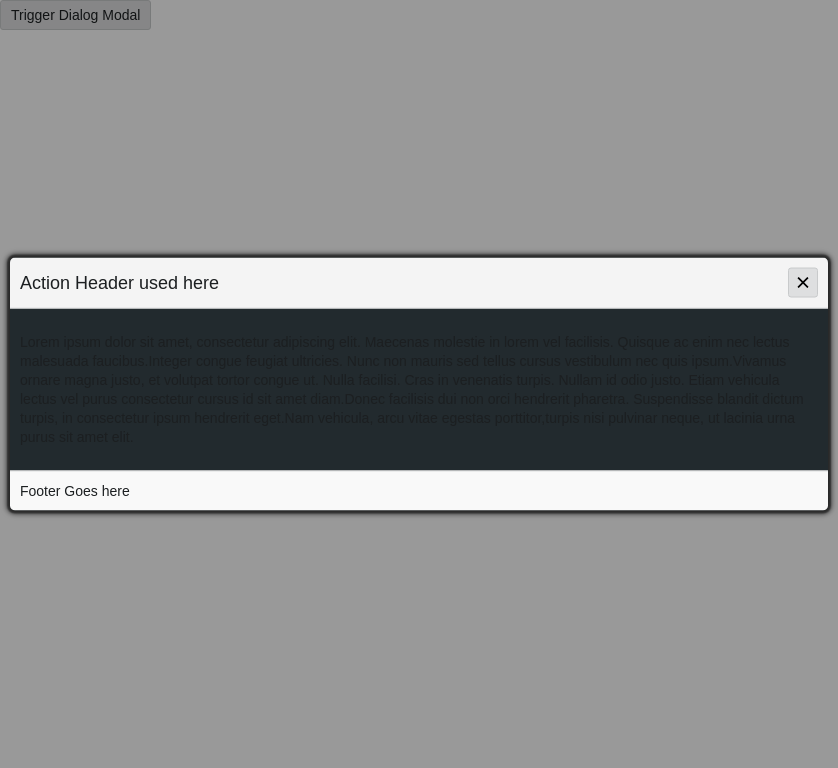 Trigger Dialog Modal
Action Header used here
Lorem ipsum dolor sit amet, consectetur adipiscing elit. Maecenas molestie in lorem vel facilisis. Quisque ac enim nec lectus
malesuada faucibus.Integer congue feugiat ultricies. Nunc non mauris sed tellus cursus vestibulum nec quis ipsum.Vivamus
ornare magna justo, et volutpat tortor congue ut. Nulla facilisi. Cras in venenatis turpis. Nullam id odio justo. Etiam vehicula
lectus vel purus consectetur cursus id sit amet diam.Donec facilisis dui non orci hendrerit pharetra. Suspendisse blandit dictum
turpis, in consectetur ipsum hendrerit eget.Nam vehicula, arcu vitae egestas porttitor,turpis nisi pulvinar neque, ut lacinia urna
purus sit amet elit.
Footer Goes here